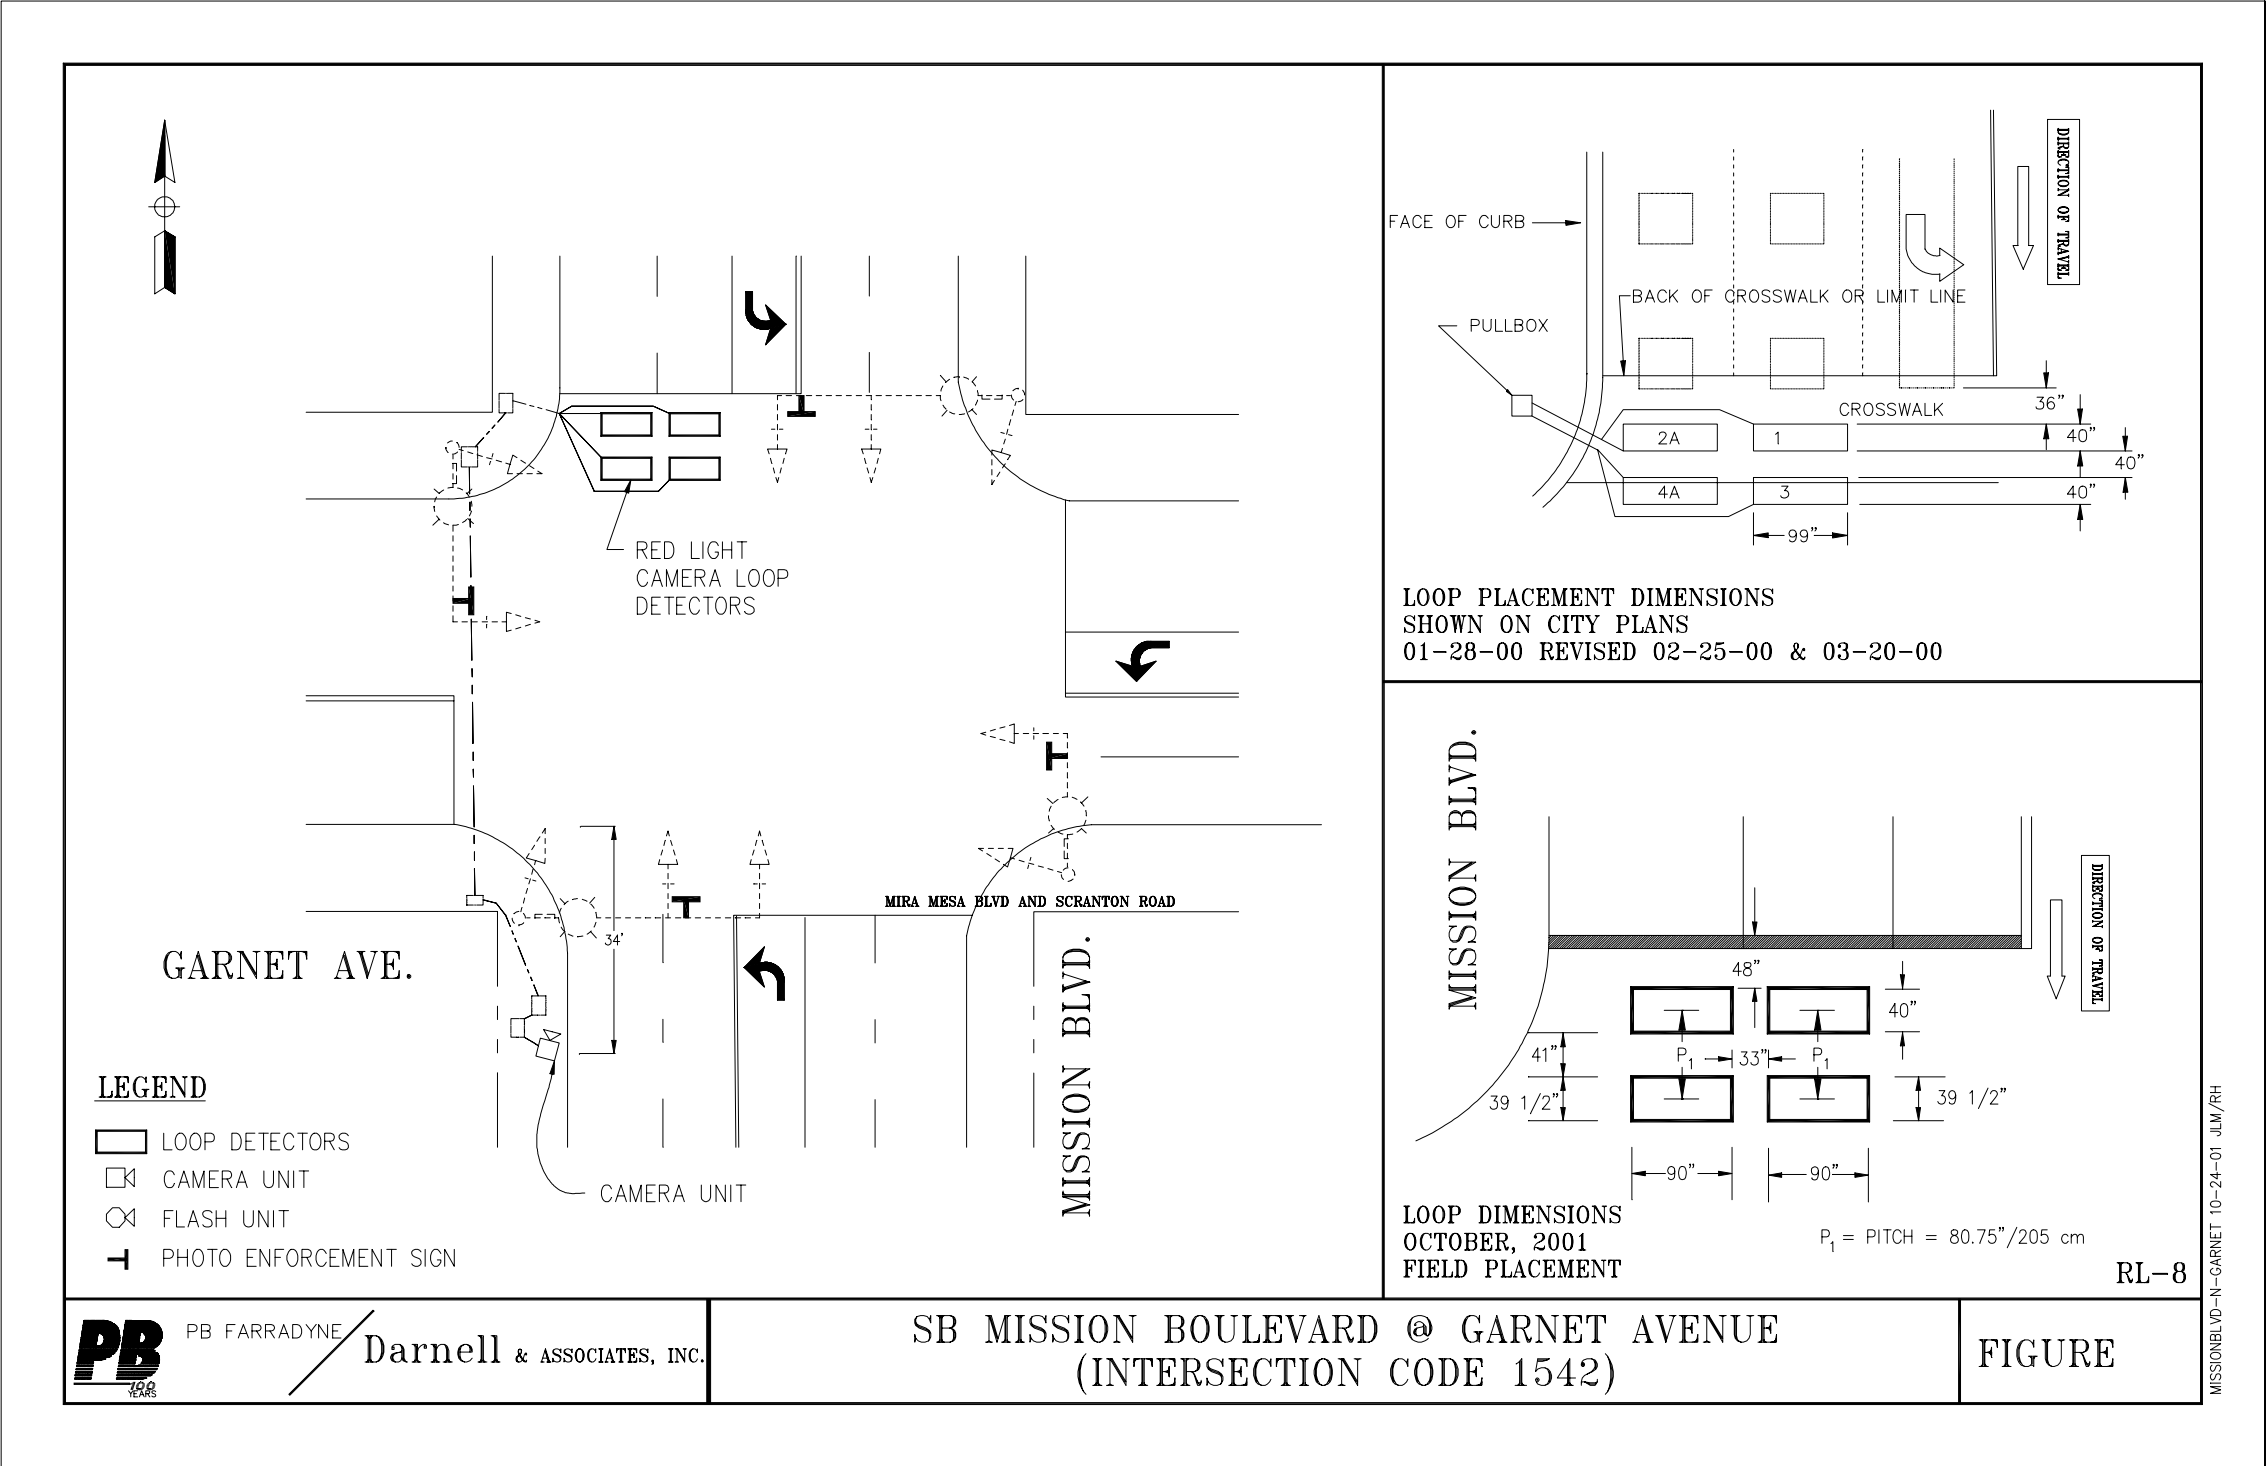 RED LIGHT
CAMERA LOOP
DETECTORS
34'
MIRA MESA BLVD AND SCRANTON ROAD
GARNET AVE.
MISSION BLVD.
CAMERA UNIT
LEGEND
LOOP DETECTORS
CAMERA UNIT
FLASH UNIT
PHOTO ENFORCEMENT SIGN
DIRECTION OF TRAVEL
FACE OF CURB
BACK OF CROSSWALK OR LIMIT LINE
PULLBOX
36"
CROSSWALK
2A
1
40"
40"
4A
3
40"
99"
LOOP PLACEMENT DIMENSIONS
SHOWN ON CITY PLANS
01-28-00 REVISED 02-25-00 & 03-20-00
MISSION BLVD.
DIRECTION OF TRAVEL
48"
40"
41"
P1
33"
P1
39 1/2"
39 1/2"
90"
90"
LOOP DIMENSIONS
OCTOBER, 2001
FIELD PLACEMENT
P1 = PITCH = 80.75"/205 cm
RL-8
MISSIONBLVD-N-GARNET 10-24-01 JLM/RH
PB
100
YEARS
PB FARRADYNE
Darnell & ASSOCIATES, INC.
SB MISSION BOULEVARD @ GARNET AVENUE
(INTERSECTION CODE 1542)
FIGURE